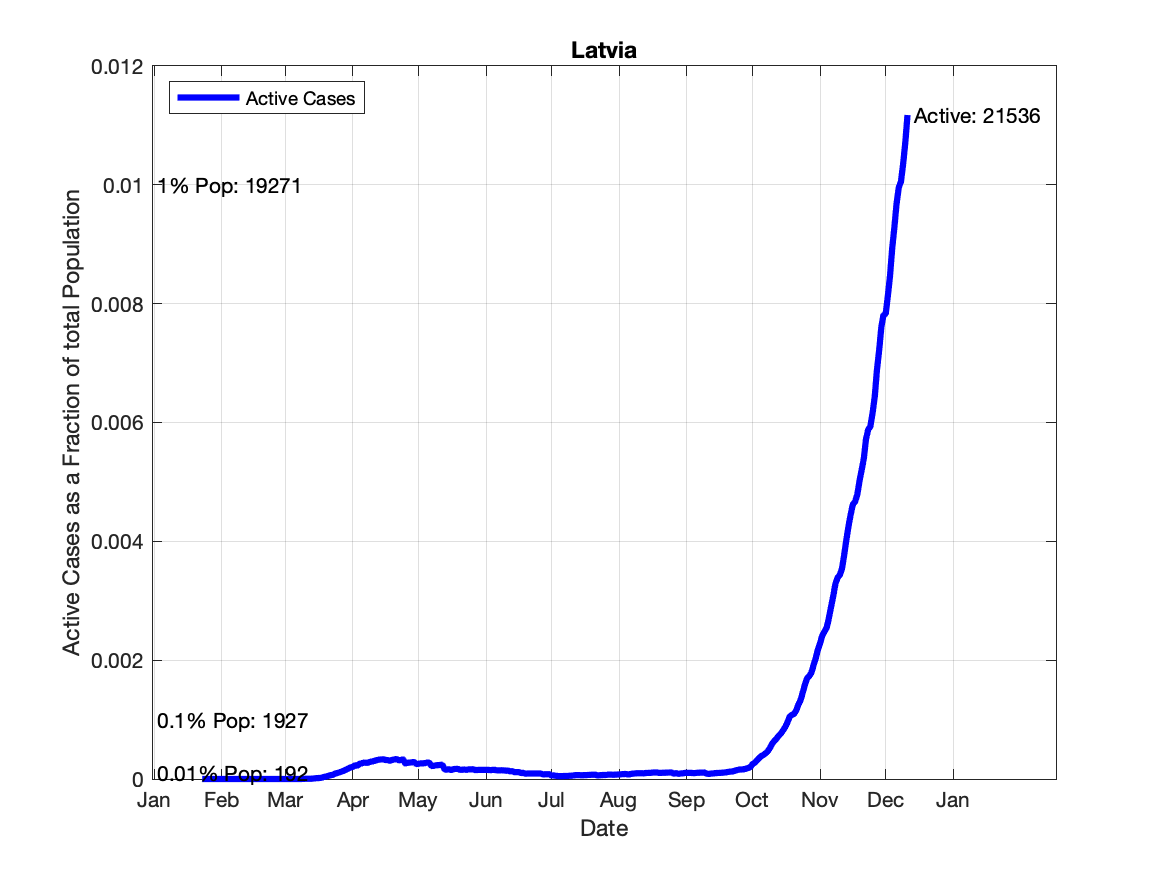 Latvia
0.012
Active Cases
Active: 21536
0.01
1% Pop: 19271
0.008
0.006
0.004
0.002
0.1% Pop: 1927
0.01% Pop: 192
0
Active Cases as a Fraction of total Population
Jan Feb Mar Apr May Jun Jul Aug Sep Oct Nov Dec Jan
Date